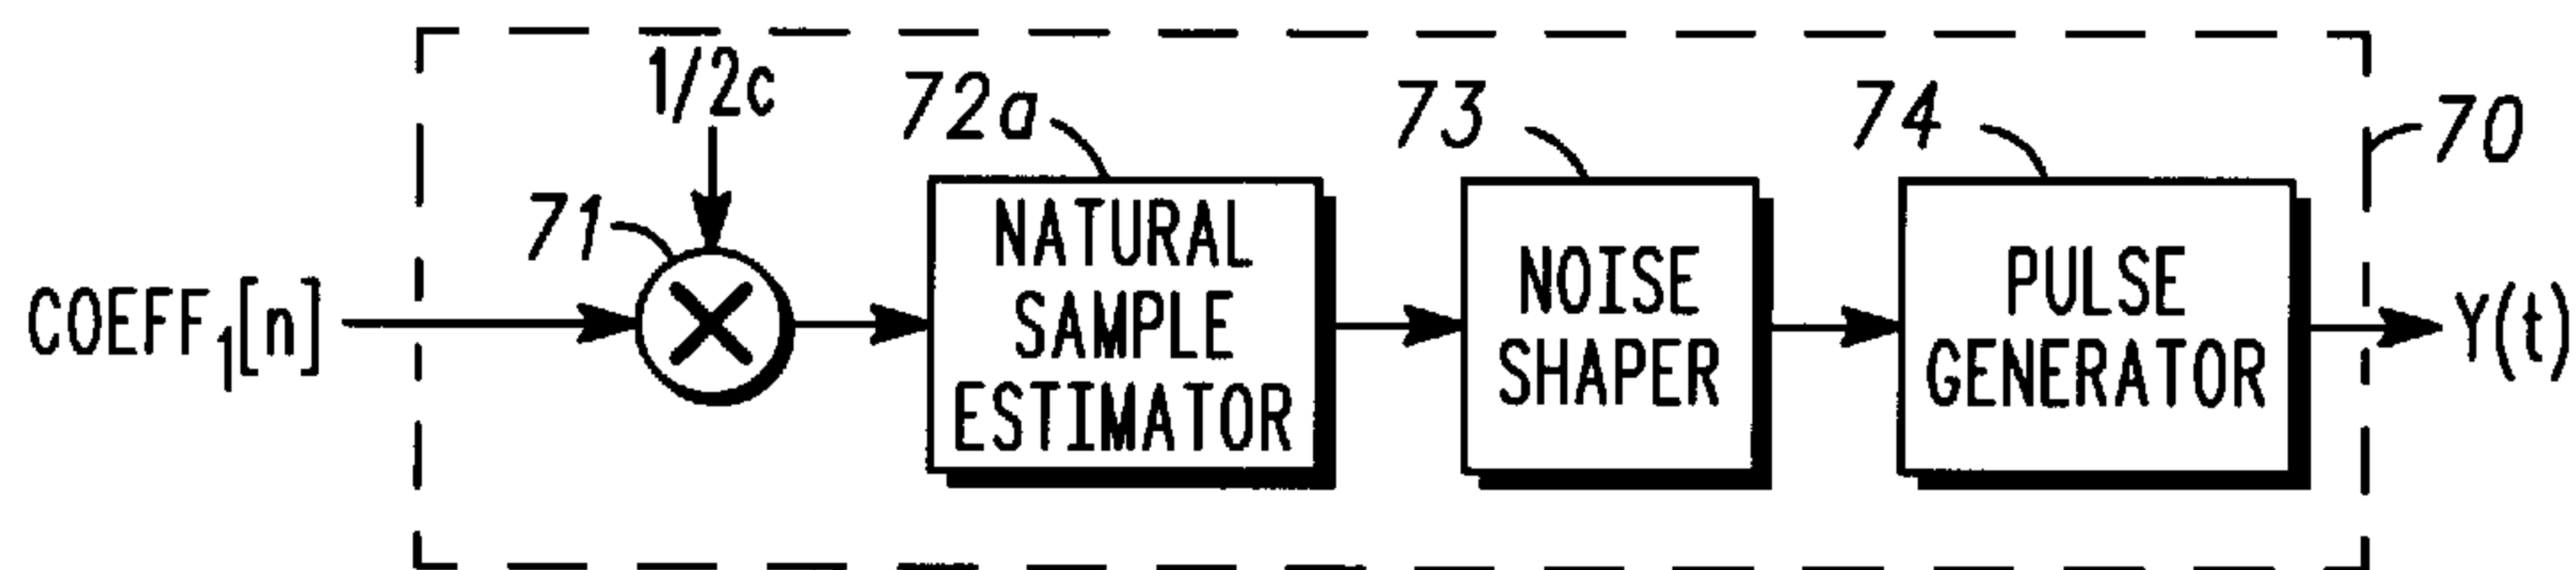 1/2c
72a
73
74
70
71
COEFF₁[n]
NATURAL
SAMPLE
ESTIMATOR
NOISE
SHAPER
PULSE
GENERATOR
Y(t)